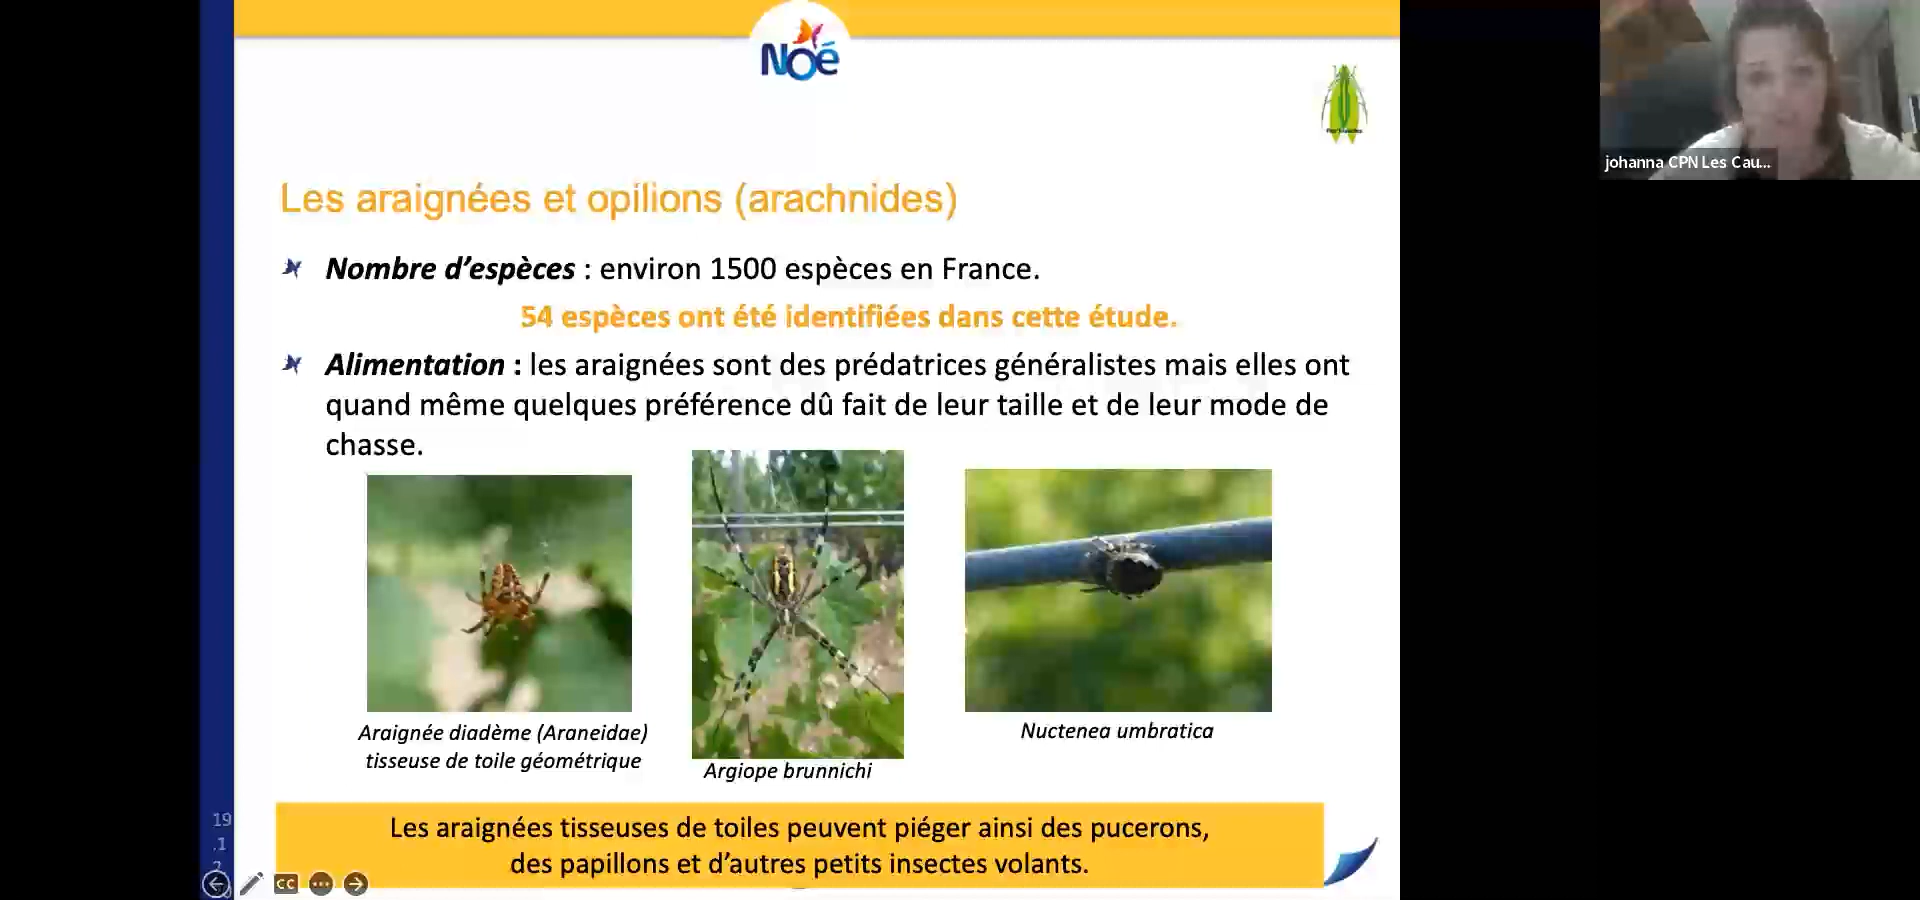 Noé
johanna CPN Les Cau...
Les araignées et opilions (arachnides)
Nombre d’espèces : environ 1500 espèces en France.
54 espèces ont été identifiées dans cette étude.
Alimentation : les araignées sont des prédatrices généralistes mais elles ont
quand même quelques préférence dû fait de leur taille et de leur mode de
chasse.
Araignée diadème (Araneidae)
tisseuse de toile géométrique
Argiope brunnichi
Nuctenea umbratica
Les araignées tisseuses de toiles peuvent piéger ainsi des pucerons,
des papillons et d’autres petits insectes volants.
19
.1
2
CC